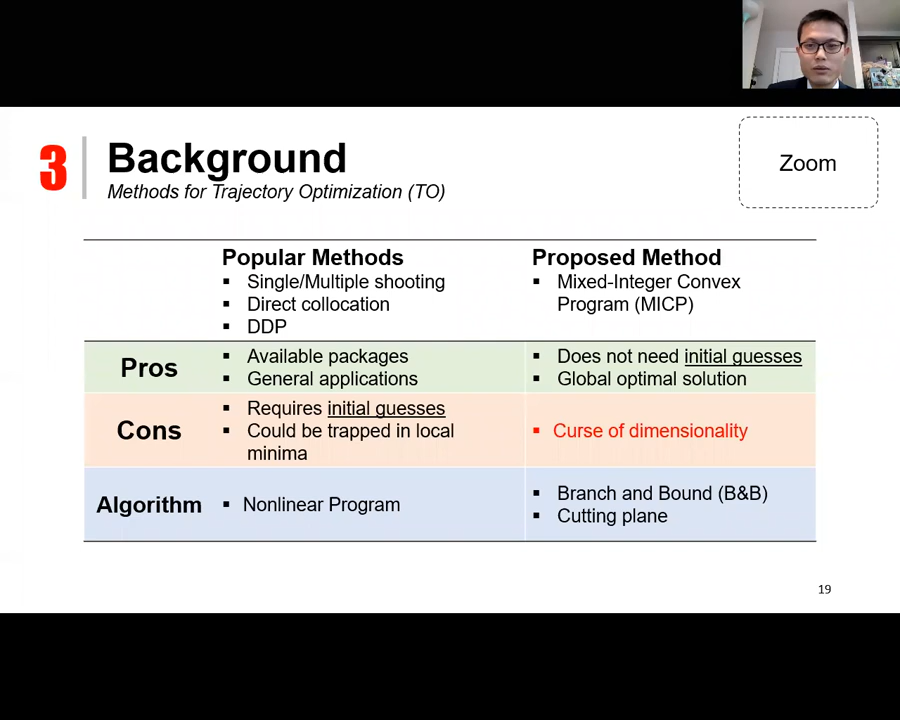 3
Background
Methods for Trajectory Optimization (TO)
Zoom
Popular Methods
▪ Single/Multiple shooting
▪ Direct collocation
▪ DDP
Proposed Method
▪ Mixed-Integer Convex
Program (MICP)
Pros
▪ Available packages
▪ General applications
▪ Does not need initial guesses
▪ Global optimal solution
Cons
▪ Requires initial guesses
▪ Could be trapped in local
minima
▪ Curse of dimensionality
Algorithm
▪ Nonlinear Program
▪ Branch and Bound (B&B)
▪ Cutting plane
19